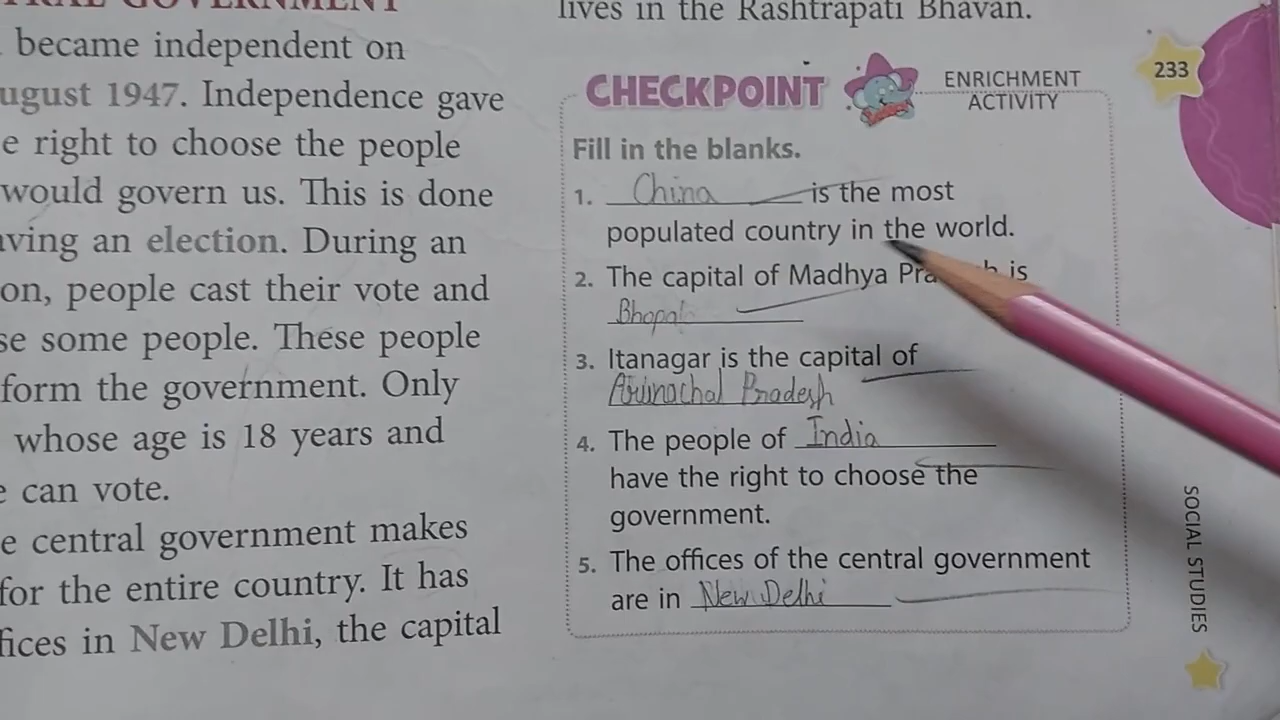 lives in the Rashtrapati Bhavan.
became independent on
ugust 1947. Independence gave
e right to choose the people
would govern us. This is done
ving an election. During an
on, people cast their vote and
se some people. These people
form the government. Only
whose age is 18 years and
e can vote.
e central government makes
for the entire country. It has
fices in New Delhi, the capital
CHECKPOINT
ENRICHMENT
ACTIVITY
233
Fill in the blanks.
1. China is the most
populated country in the world.
2. The capital of Madhya is
Bhopal
3. Itanagar is the capital of
Arunachal Pradesh
4. The people of India
have the right to choose the
government.
5. The offices of the central government
are in New Delhi
SOCIAL STUDIES